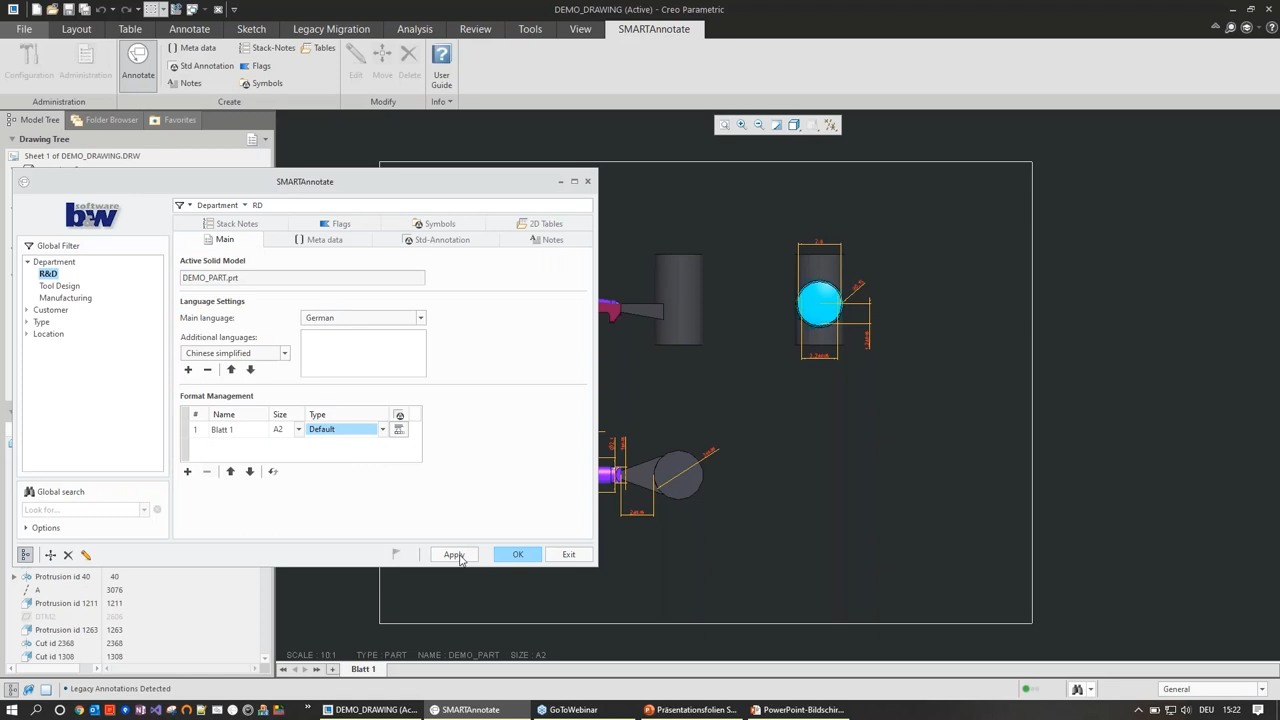 DEMO_DRAWING (Active) - Creo Parametric
File Layout Table Annotate Sketch Legacy Migration Analysis Review Tools View SMARTAnnotate
Configuration Administration Annotate
Meta data Stack-Notes Tables
Std Annotation Flags
Notes Symbols
Edit Move Delete
User Guide
Administration Create Modify Info
Model Tree Folder Browser Favorites
Drawing Tree
Sheet 1 of DEMO_DRAWING.DRW
SMARTAnnotate
software
b&w
Department RD
Stack Notes Flags Symbols 2D Tables
Main Meta data Std-Annotation Notes
Global Filter
Department
R&D
Tool Design
Manufacturing
Customer
Type
Location
Active Solid Model
DEMO_PART.prt
Language Settings
Main language: German
Additional languages:
Chinese simplified
Format Management
# Name Size Type
1 Blatt 1 A2 Default
Global search
Look for...
Options
Apply OK Exit
Protrusion id 40 40
A 3076
Protrusion id 1211 1211
DTM2 2606
Protrusion id 1263 1263
Cut id 2368 2368
Cut id 1308 1308
SCALE : 10:1 TYPE : PART NAME : DEMO_PART SIZE : A2
Blatt 1
Legacy Annotations Detected
General
DEMO_DRAWING (Ac...
SMARTAnnotate
GoToWebinar
Präsentationsfolien S...
PowerPoint-Bildschir...
DEU 15:22